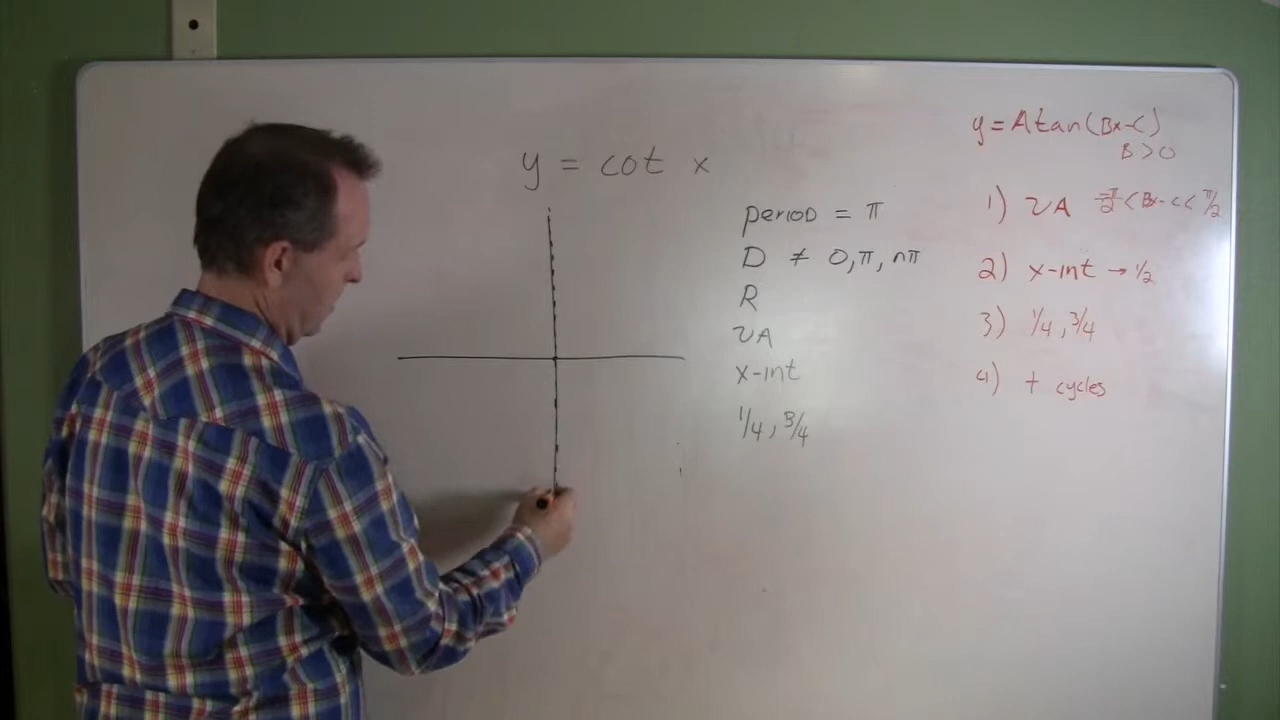 y = cot x
period = π
D ≠ 0, π, nπ
R
VA
x-int
1/4, 3/4
y = A tan(Bx-c)
B > 0
1) VA -π/2 < Bx-c < π/2
2) x-int → 1/2
3) 1/4, 3/4
4) + cycles